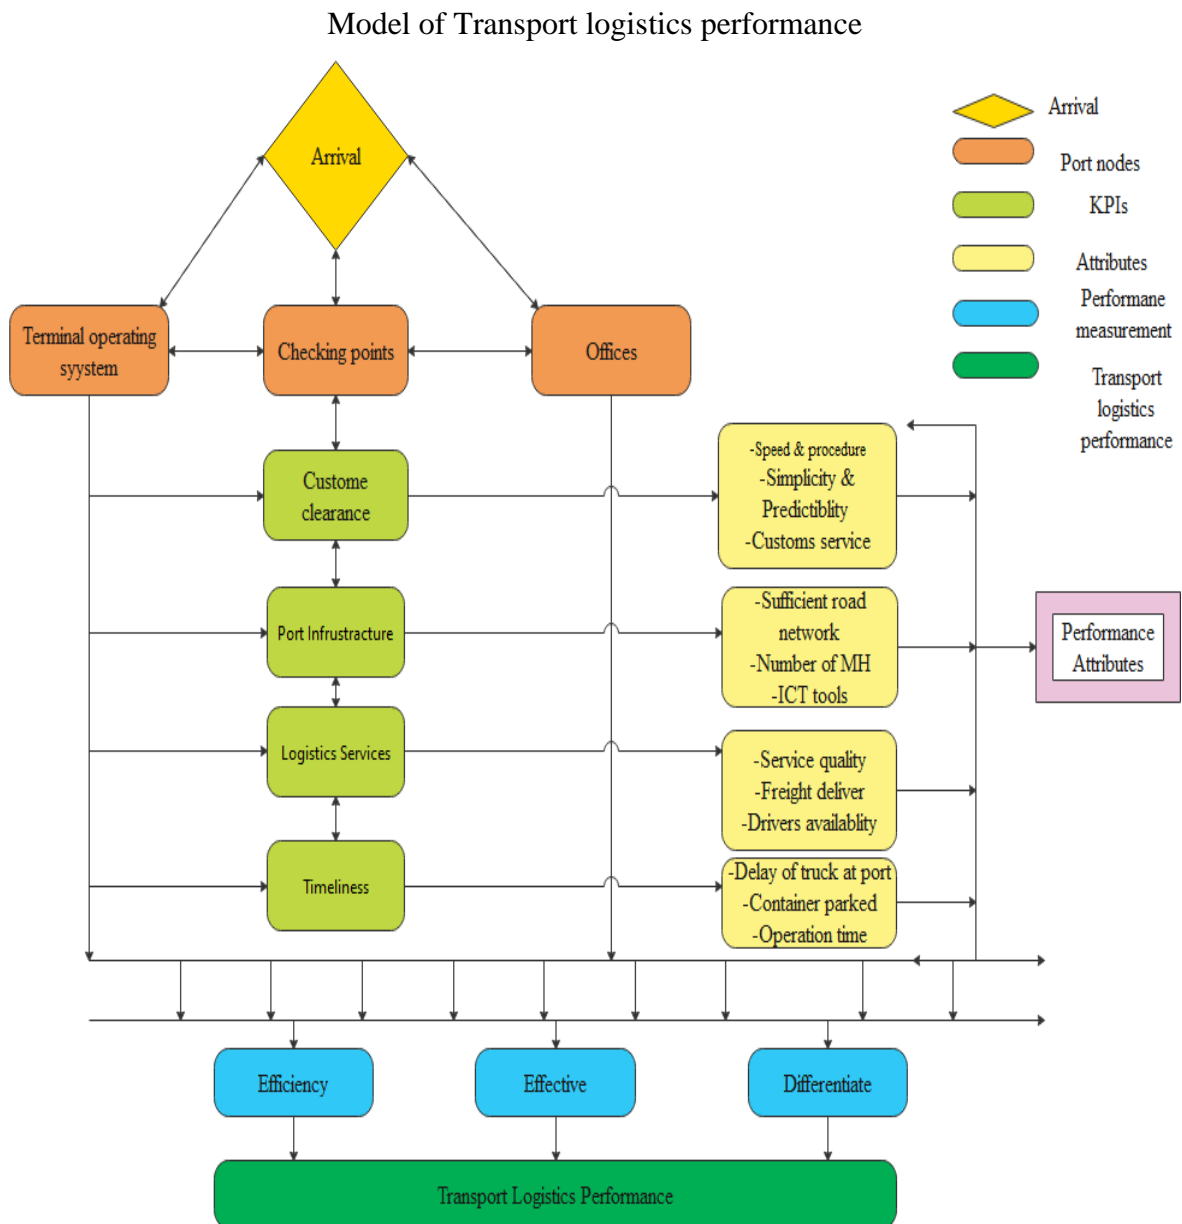 Model of Transport logistics performance
Arrival
Arrival
Port nodes
KPIs
Attributes
Performane
measurement
Transport
logistics
performance
Terminal operating
syystem
Checking points
Offices
Custome
clearance
-Speed & procedure
-Simplicity &
Predictiblity
-Customs service
Port Infrustracture
-Sufficient road
network
-Number of MH
-ICT tools
Performance
Attributes
Logistics Services
-Service quality
-Freight deliver
-Drivers availablity
Timeliness
-Delay of truck at port
-Container parked
-Operation time
Efficiency
Effective
Differentiate
Transport Logistics Performance